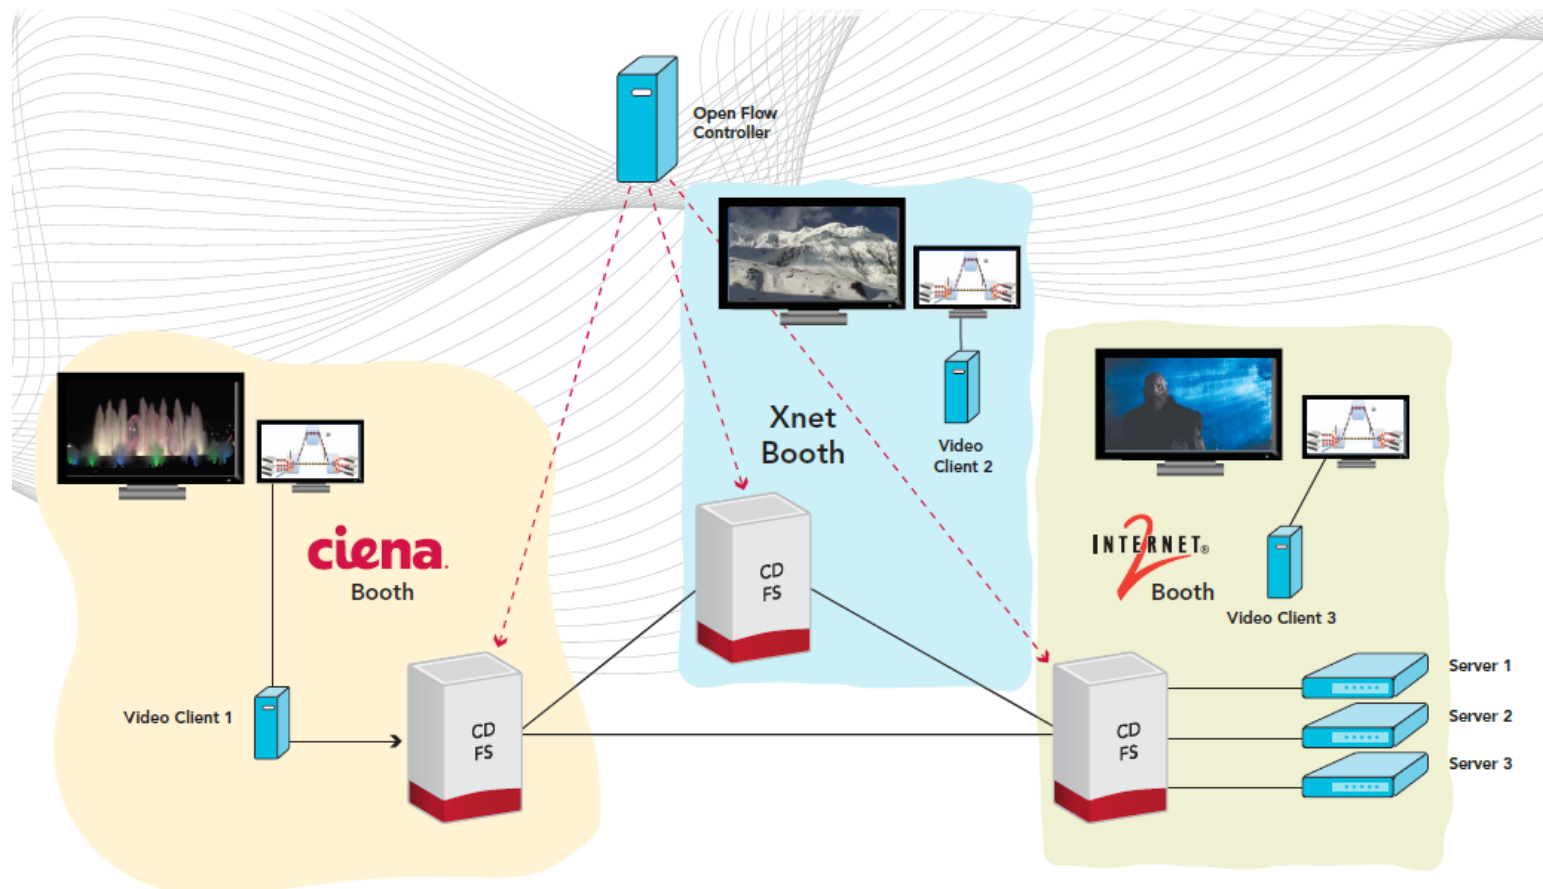 Open Flow
Controller
Xnet
Booth
Video
Client 2
ciena.
Booth
INTERNET®
2
Booth
Video Client 3
CD
FS
Video Client 1
CD
FS
CD
FS
Server 1
Server 2
Server 3